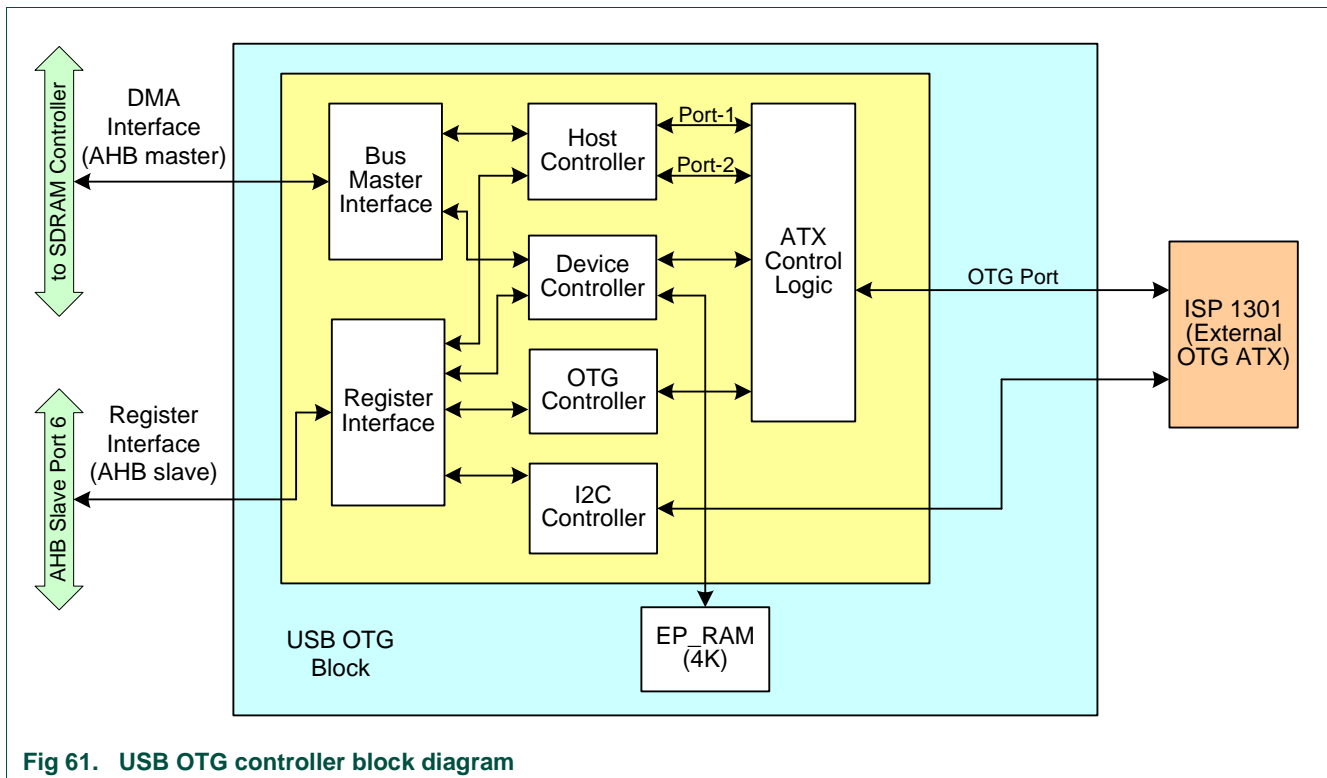 to SDRAM Controller
DMA
Interface
(AHB master)
Bus
Master
Interface
Host
Controller
Port-1
Port-2
ATX
Control
Logic
Device
Controller
OTG Port
ISP 1301
(External
OTG ATX)
AHB Slave Port 6
Register
Interface
(AHB slave)
Register
Interface
OTG
Controller
I2C
Controller
USB OTG
Block
EP_RAM
(4K)
Fig 61. USB OTG controller block diagram